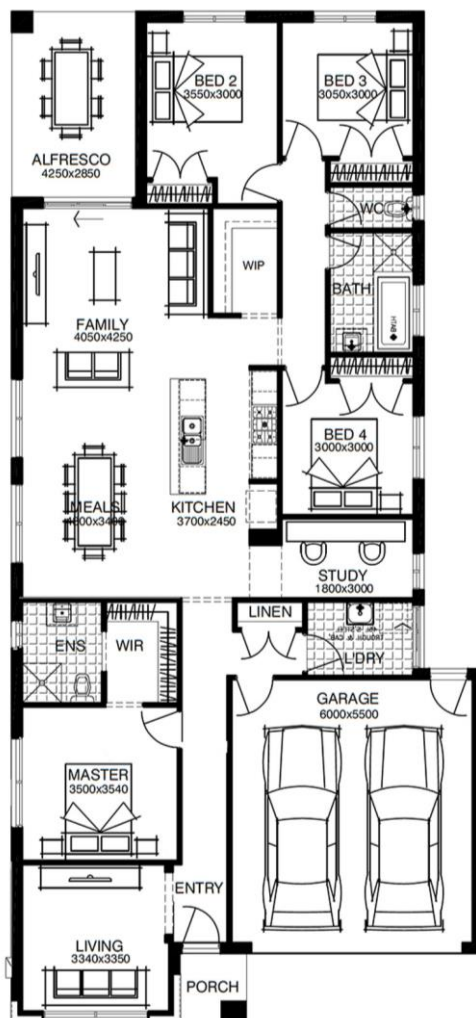 BED 2
3550x3000
BED 3
3050x3000
ALFRESCO
4250x2850
WC
WIP
BATH
FAMILY
4050x4250
BED 4
3000x3000
MEALS
KITCHEN
3700x2450
STUDY
1800x3000
LINEN
ENS
WIR
L'DRY
GARAGE
6000x5500
MASTER
3500x3540
ENTRY
LIVING
3340x3350
PORCH